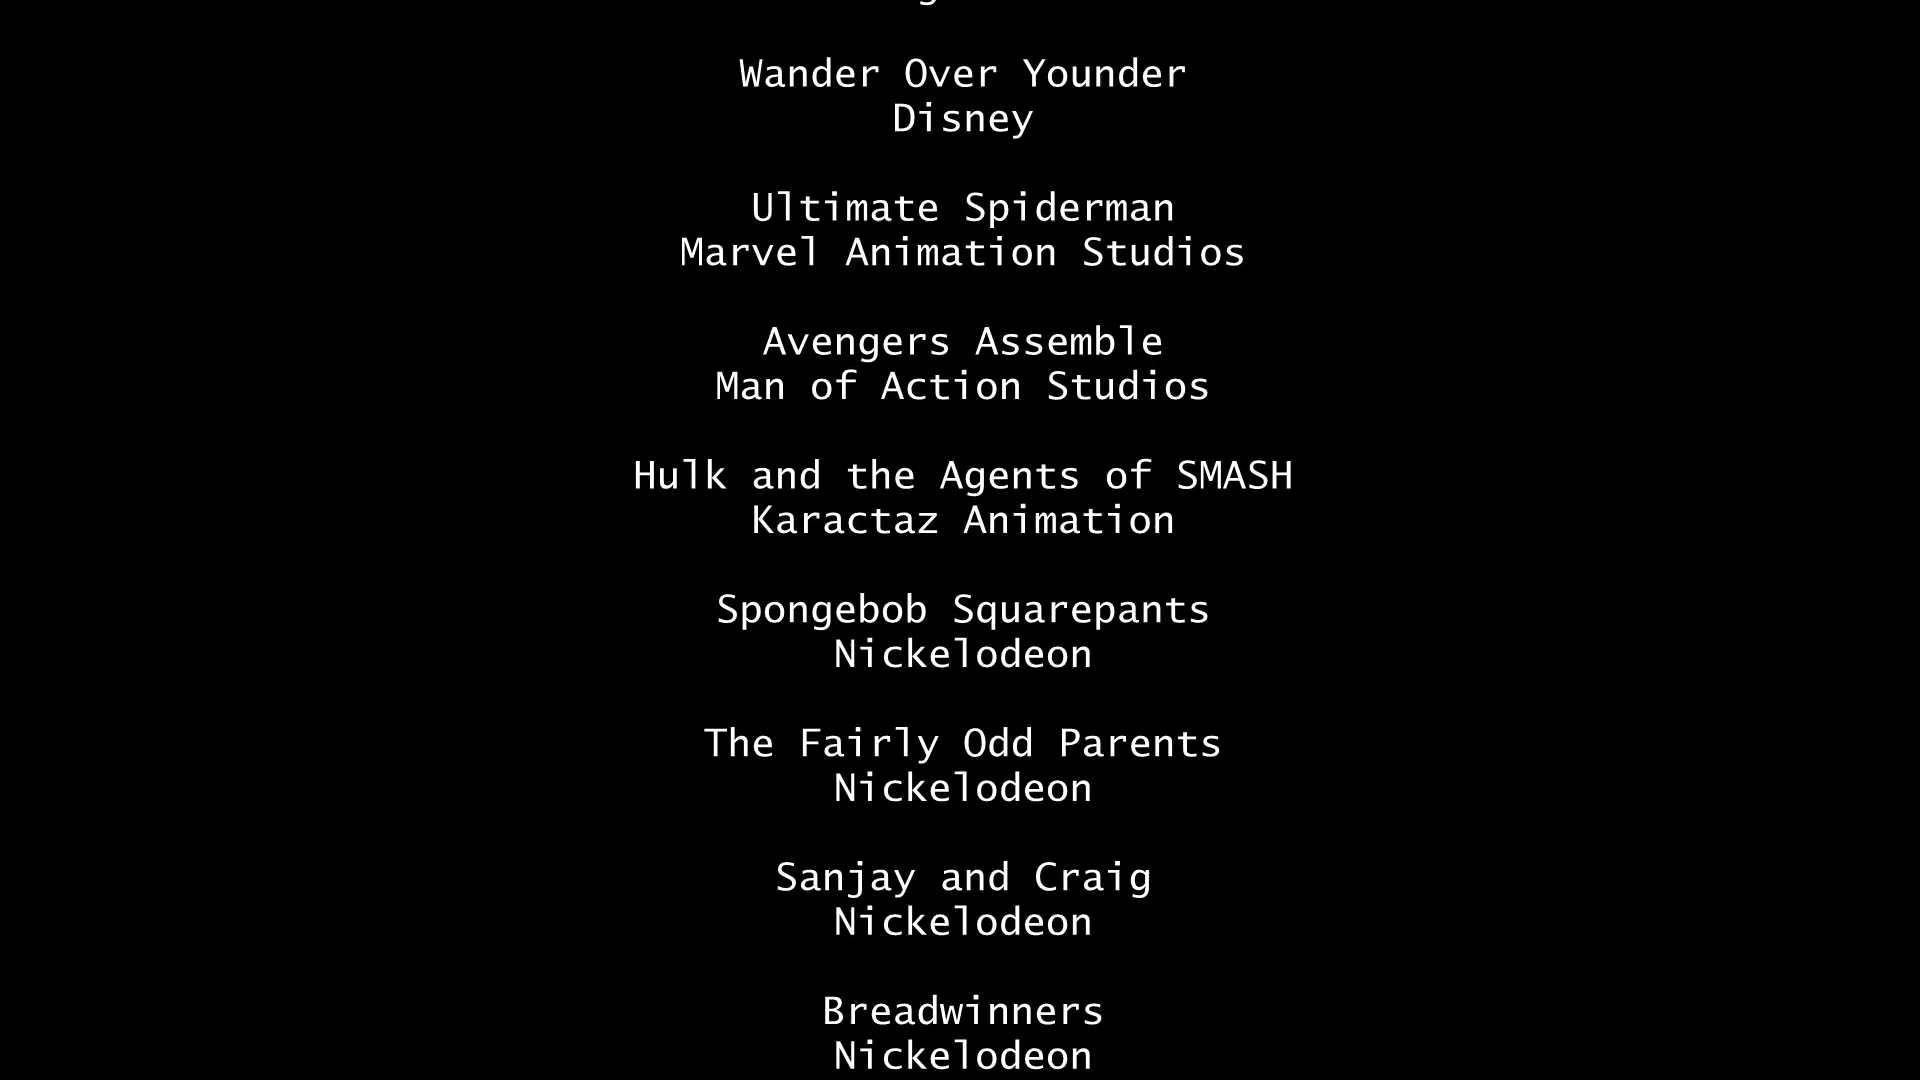 Wander Over Younder
Disney
Ultimate Spiderman
Marvel Animation Studios
Avengers Assemble
Man of Action Studios
Hulk and the Agents of SMASH
Karactaz Animation
Spongebob Squarepants
Nickelodeon
The Fairly Odd Parents
Nickelodeon
Sanjay and Craig
Nickelodeon
Breadwinners
Nickelodeon